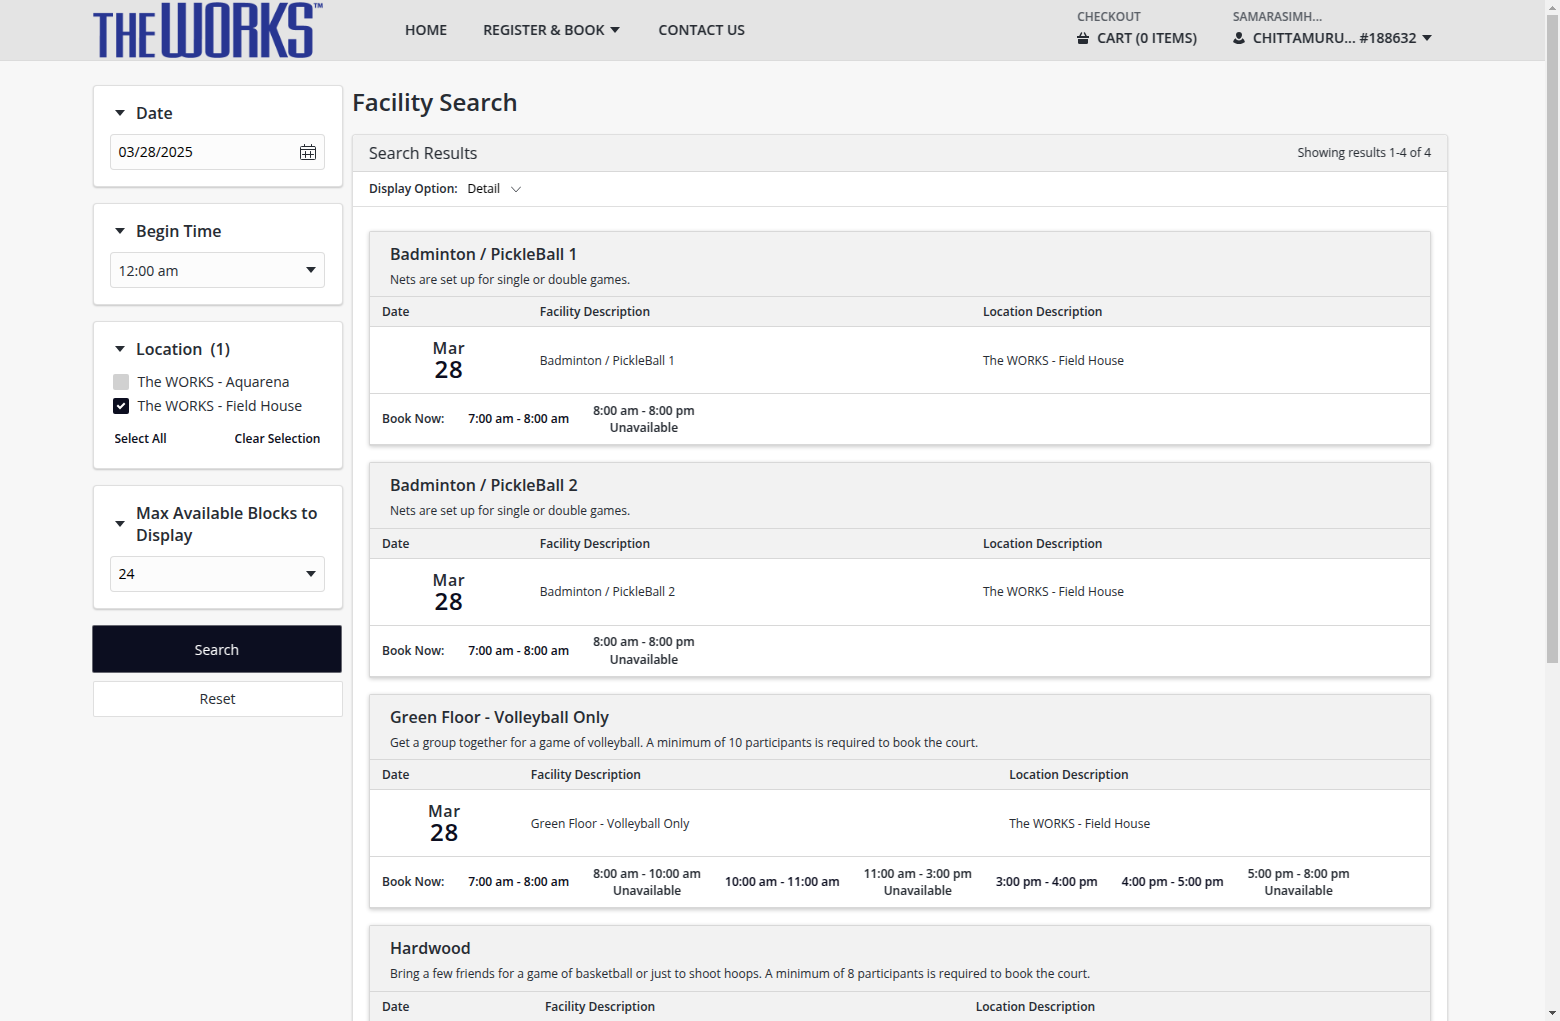 THE WORKS™
HOME
REGISTER & BOOK
CONTACT US
CHECKOUT
CART (0 ITEMS)
SAMARASIMH...
CHITTAMURU... #188632
Date
03/28/2025
Begin Time
12:00 am
Location (1)
The WORKS - Aquarena
The WORKS - Field House
Select All
Clear Selection
Max Available Blocks to
Display
24
Search
Reset
Facility Search
Search Results
Showing results 1-4 of 4
Display Option: Detail
Badminton / PickleBall 1
Nets are set up for single or double games.
Date Facility Description Location Description
Mar
28
Badminton / PickleBall 1
The WORKS - Field House
Book Now:
7:00 am - 8:00 am
8:00 am - 8:00 pm
Unavailable
Badminton / PickleBall 2
Nets are set up for single or double games.
Date Facility Description Location Description
Mar
28
Badminton / PickleBall 2
The WORKS - Field House
Book Now:
7:00 am - 8:00 am
8:00 am - 8:00 pm
Unavailable
Green Floor - Volleyball Only
Get a group together for a game of volleyball. A minimum of 10 participants is required to book the court.
Date Facility Description Location Description
Mar
28
Green Floor - Volleyball Only
The WORKS - Field House
Book Now:
7:00 am - 8:00 am
8:00 am - 10:00 am
Unavailable
10:00 am - 11:00 am
11:00 am - 3:00 pm
Unavailable
3:00 pm - 4:00 pm
4:00 pm - 5:00 pm
5:00 pm - 8:00 pm
Unavailable
Hardwood
Bring a few friends for a game of basketball or just to shoot hoops. A minimum of 8 participants is required to book the court.
Date Facility Description Location Description